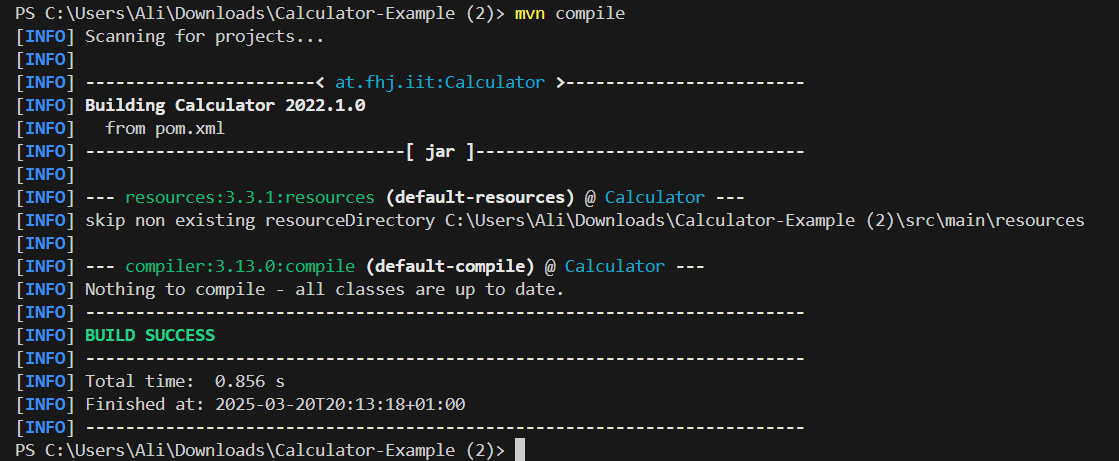 PS C:\Users\Ali\Downloads\Calculator-Example (2)> mvn compile
[INFO] Scanning for projects...
[INFO]
[INFO] -----------------------< at.fhj.iit:Calculator >------------------------
[INFO] Building Calculator 2022.1.0
[INFO]   from pom.xml
[INFO] --------------------------------[ jar ]---------------------------------
[INFO]
[INFO] --- resources:3.3.1:resources (default-resources) @ Calculator ---
[INFO] skip non existing resourceDirectory C:\Users\Ali\Downloads\Calculator-Example (2)\src\main\resources
[INFO]
[INFO] --- compiler:3.13.0:compile (default-compile) @ Calculator ---
[INFO] Nothing to compile - all classes are up to date.
[INFO] ------------------------------------------------------------------------
[INFO] BUILD SUCCESS
[INFO] ------------------------------------------------------------------------
[INFO] Total time:  0.856 s
[INFO] Finished at: 2025-03-20T20:13:18+01:00
[INFO] ------------------------------------------------------------------------
PS C:\Users\Ali\Downloads\Calculator-Example (2)>